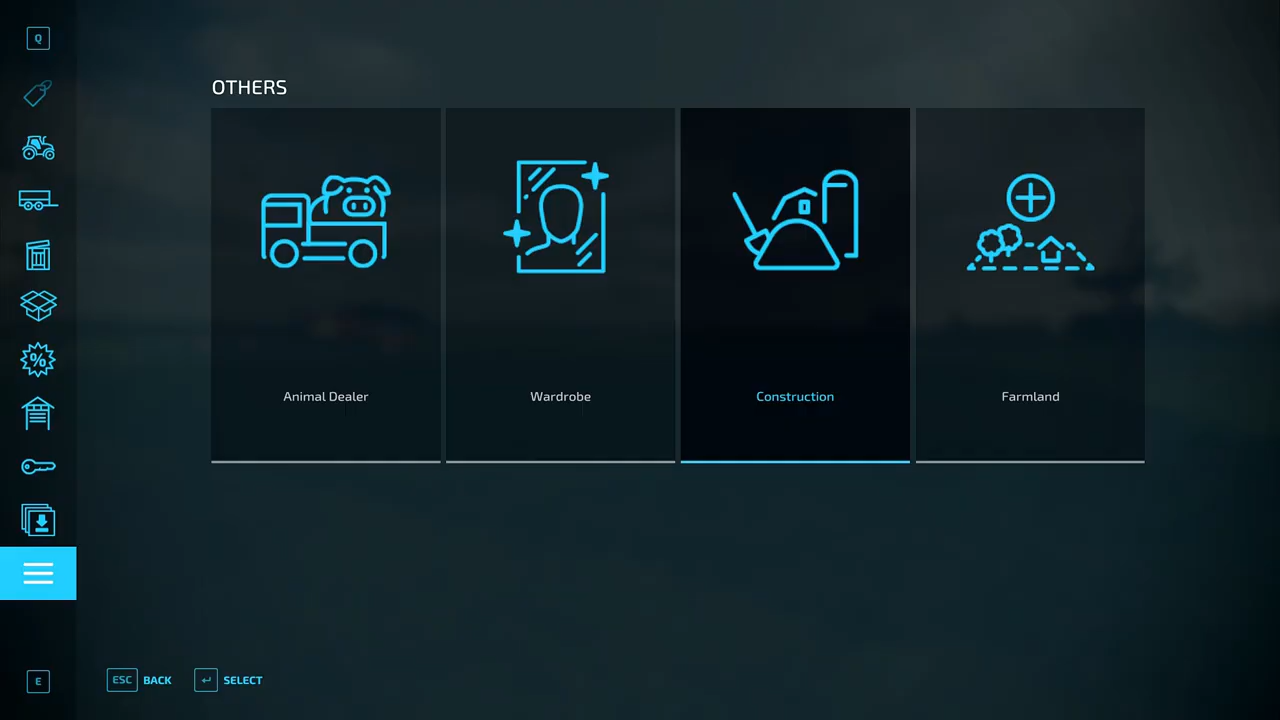 Q
OTHERS
%
Animal Dealer
Wardrobe
Construction
Farmland
E
ESC BACK SELECT